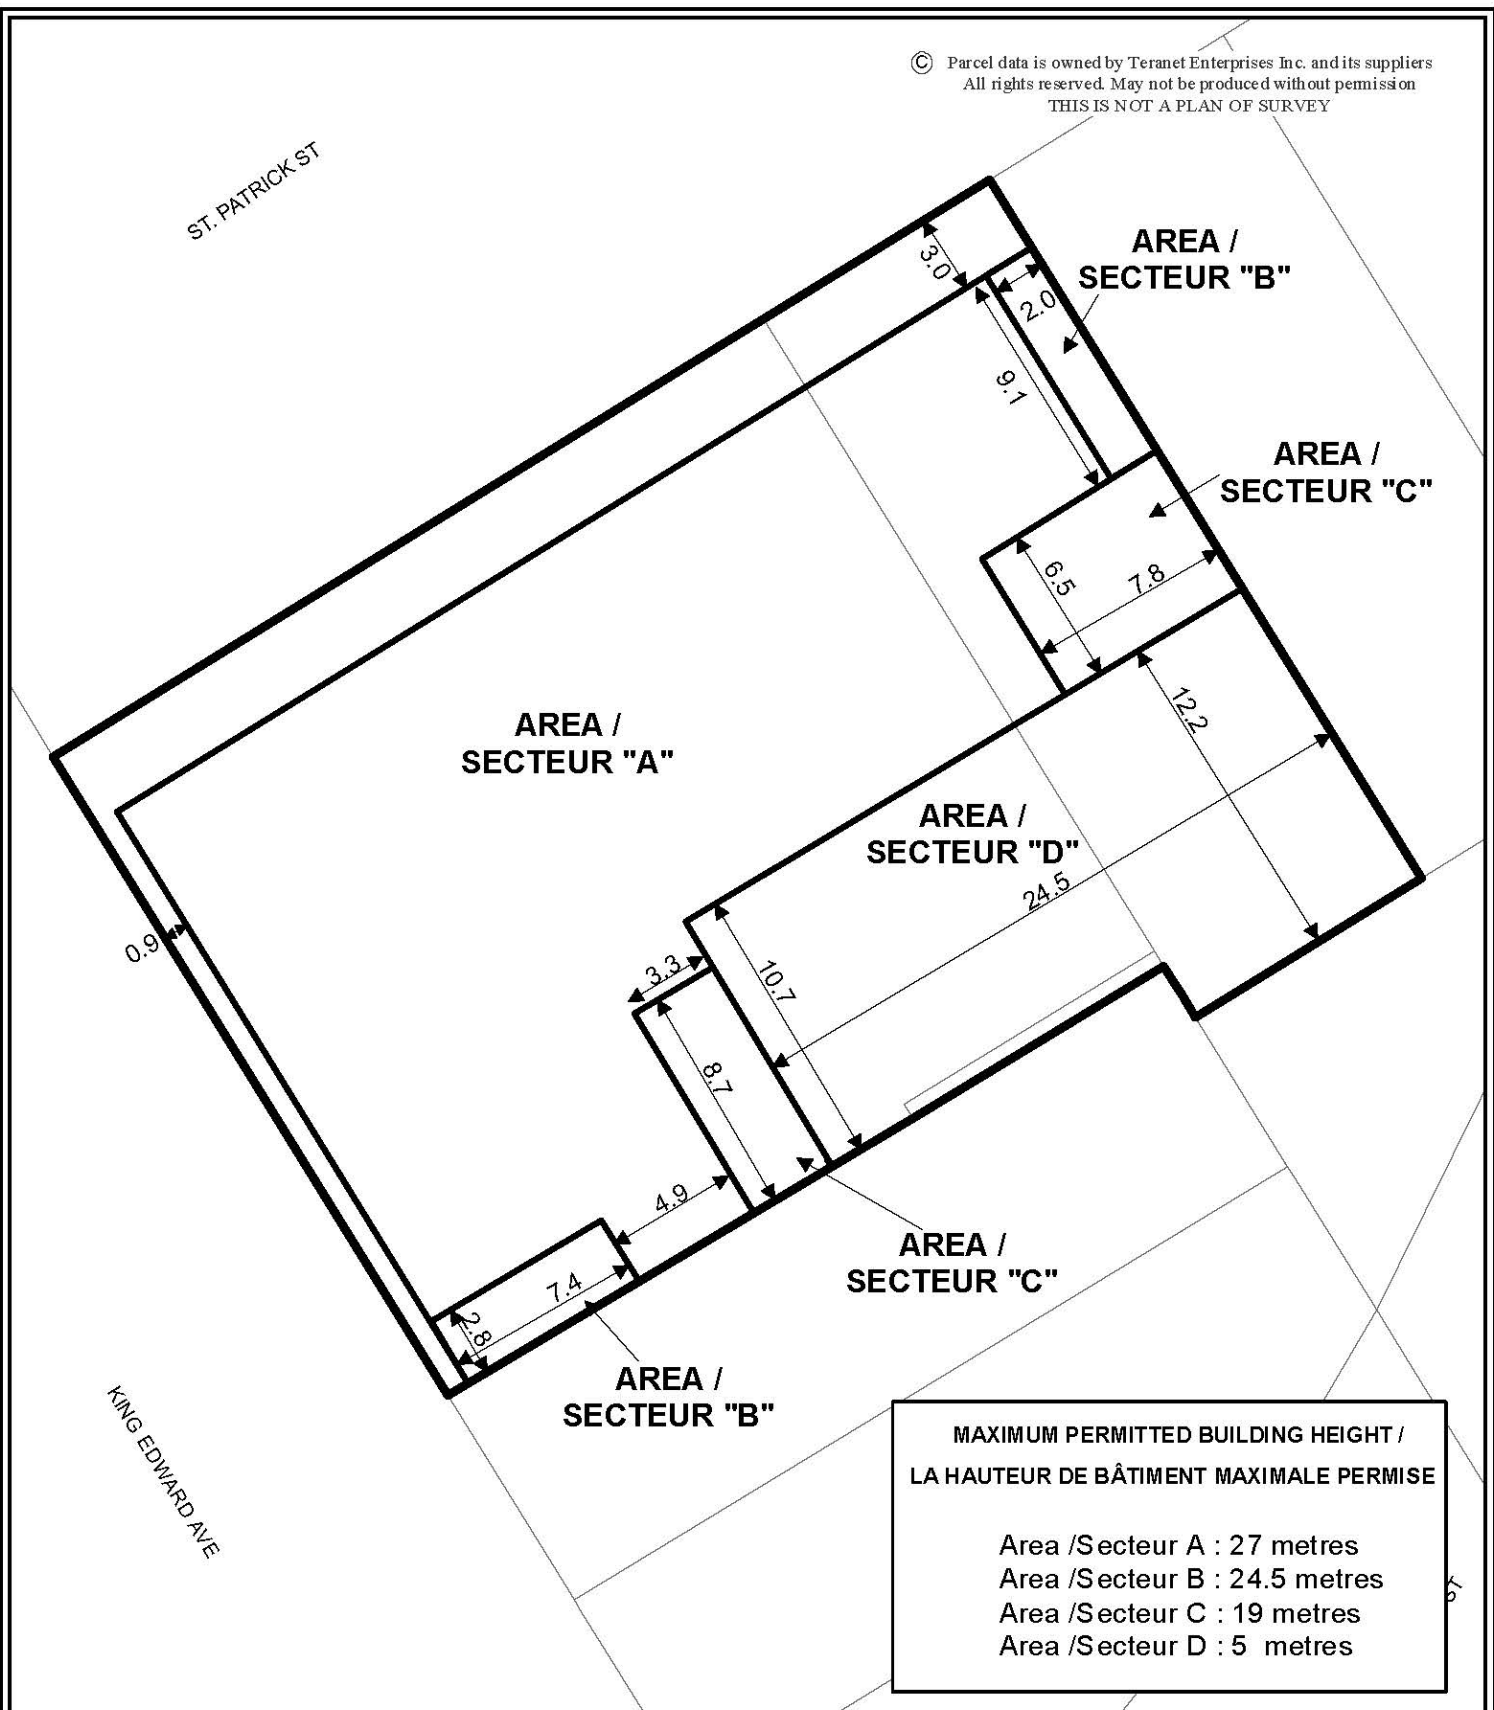 © Parcel data is owned by Teranet Enterprises Inc. and its suppliers
All rights reserved. May not be produced without permission
THIS IS NOT A PLAN OF SURVEY
ST. PATRICK ST
AREA /
SECTEUR "B"
3.0
2.0
9.1
AREA /
SECTEUR "C"
6.5
7.8
12.2
AREA /
SECTEUR "A"
AREA /
SECTEUR "D"
24.5
0.9
3.3
10.7
8.7
4.9
AREA /
SECTEUR "C"
7.4
2.8
AREA /
SECTEUR "B"
KING EDWARD AVE
MAXIMUM PERMITTED BUILDING HEIGHT /
LA HAUTEUR DE BÂTIMENT MAXIMALE PERMISE
Area /Secteur A : 27 metres
Area /Secteur B : 24.5 metres
Area /Secteur C : 19 metres
Area /Secteur D : 5 metres